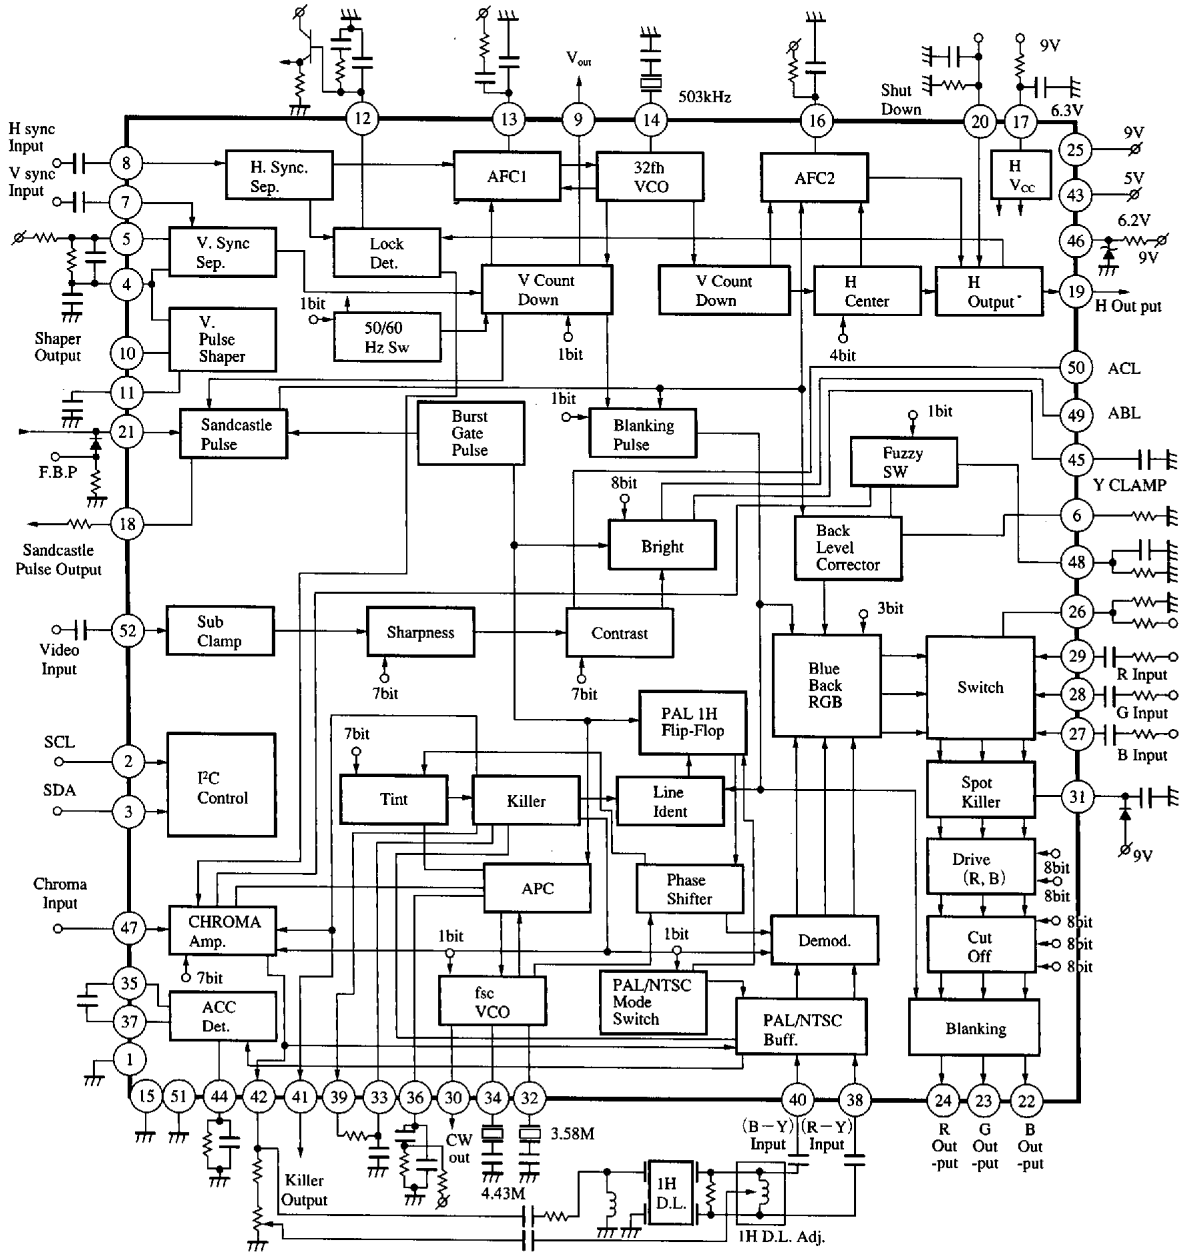 12
13
V out
9
14
503kHz
16
Shut
Down
20
9V
17
6.3V
H sync
Input
8
H. Sync.
Sep.
AFC1
32fh
VCO
AFC2
H
VCC
25
9V
V sync
Input
7
43
5V
5
V. Sync
Sep.
Lock
Det.
46
6.2V
9V
4
V Count
Down
V Count
Down
H
Center
H
Output
19
H Out put
Shaper
Output
10
V.
Pulse
Shaper
1bit
50/60
Hz Sw
1bit
4bit
11
50
ACL
21
Sandcastle
Pulse
Burst
Gate
Pulse
1bit
Blanking
Pulse
1bit
49
ABL
F.B.P
Fuzzy
SW
45
Y CLAMP
18
Sandcastle
Pulse Output
8bit
Bright
Back
Level
Corrector
6
48
52
Video
Input
Sub
Clamp
Sharpness
7bit
Contrast
7bit
3bit
Blue
Back
RGB
Switch
26
29
R Input
28
G Input
27
B Input
SCL
2
SDA
3
I²C
Control
7bit
Tint
Killer
PAL 1H
Flip-Flop
Line
Ident
Spot
Killer
31
9V
Drive
(R, B)
8bit
8bit
Chroma
Input
47
CHROMA
Amp.
7bit
APC
Phase
Shifter
Demod.
Cut
Off
8bit
8bit
8bit
35
37
ACC
Det.
1bit
fsc
VCO
1bit
PAL/NTSC
Mode
Switch
PAL/NTSC
Buff.
Blanking
1
15
51
44
42
41
39
33
36
30
34
32
40
38
24
23
22
Killer
Output
CW
out
4.43M
3.58M
(B−Y)
Input
(R−Y)
Input
R
Out
-put
G
Out
-put
B
Out
-put
1H
D.L.
1H D.L. Adj.